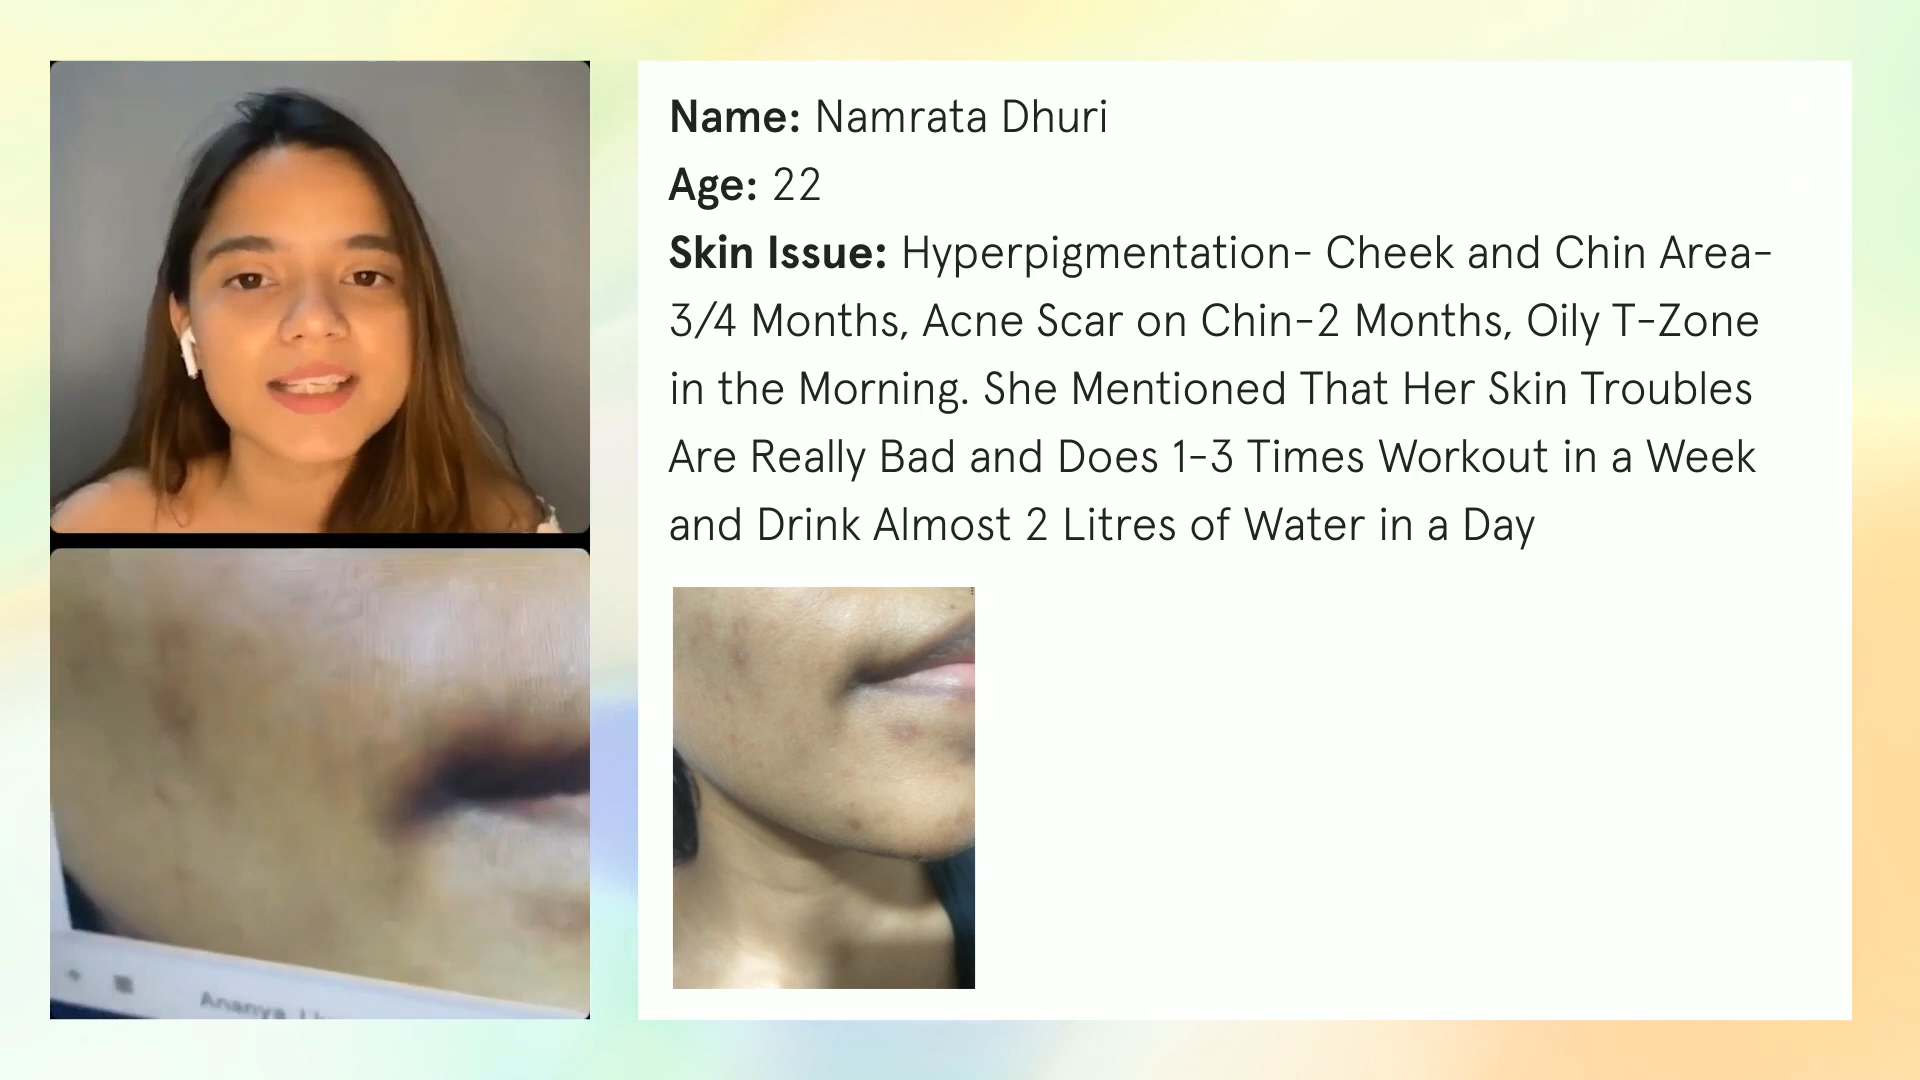 Name: Namrata Dhuri
Age: 22
Skin Issue: Hyperpigmentation- Cheek and Chin Area-
3/4 Months, Acne Scar on Chin-2 Months, Oily T-Zone
in the Morning. She Mentioned That Her Skin Troubles
Are Really Bad and Does 1-3 Times Workout in a Week
and Drink Almost 2 Litres of Water in a Day
Ananya